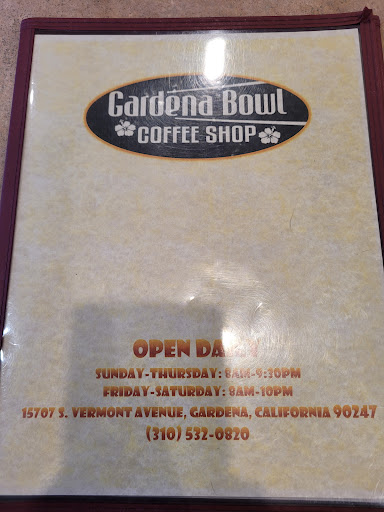 Gardena Bowl
COFFEE SHOP
OPEN DAILY
SUNDAY-THURSDAY: 8AM-9:30PM
FRIDAY-SATURDAY: 8AM-10PM
15707 S. VERMONT AVENUE, GARDENA, CALIFORNIA 90247
(310) 532-0820